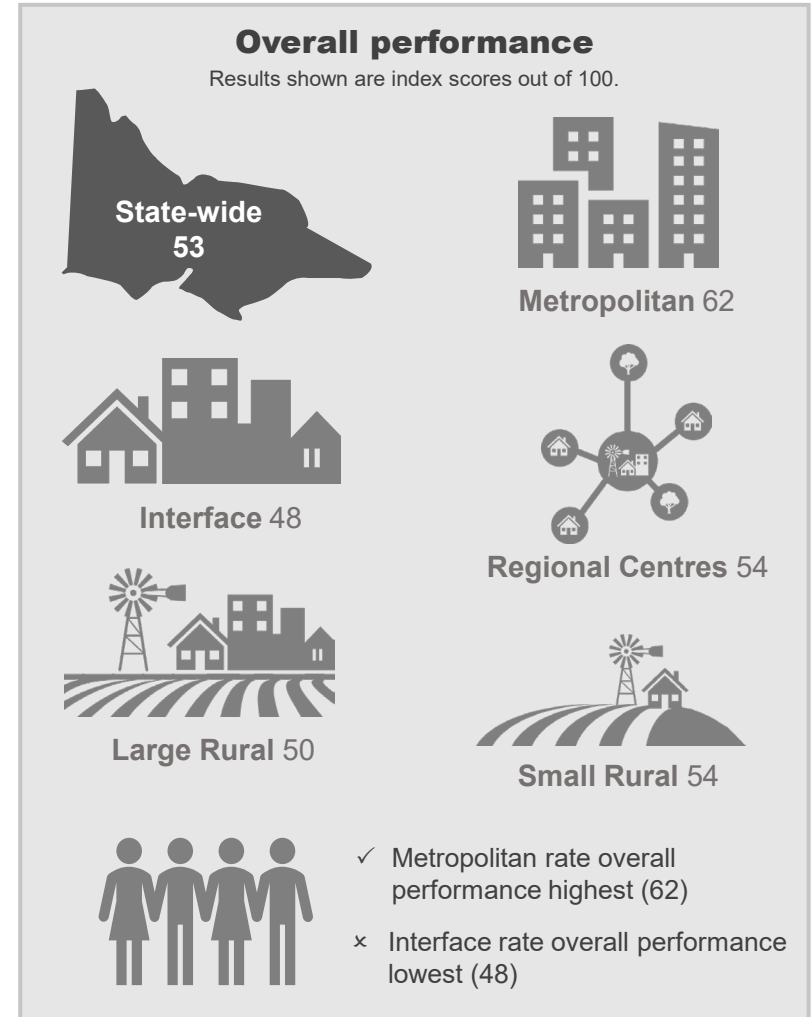 Overall performance
Results shown are index scores out of 100.
State-wide
53
Metropolitan 62
Interface 48
Regional Centres 54
Large Rural 50
Small Rural 54
✓ Metropolitan rate overall
performance highest (62)
× Interface rate overall performance
lowest (48)